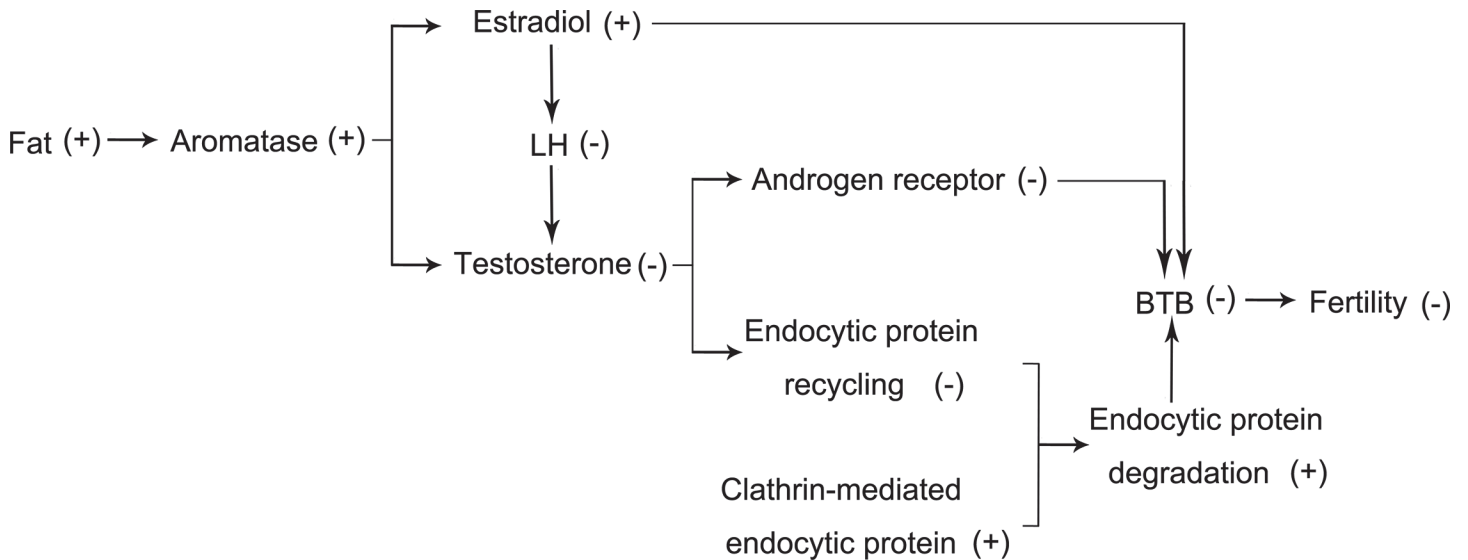 Estradiol (+)
Fat (+)
Aromatase (+)
LH (-)
Androgen receptor (-)
Testosterone (-)
BTB (-)
Fertility (-)
Endocytic protein
recycling (-)
Endocytic protein
degradation (+)
Clathrin-mediated
endocytic protein (+)